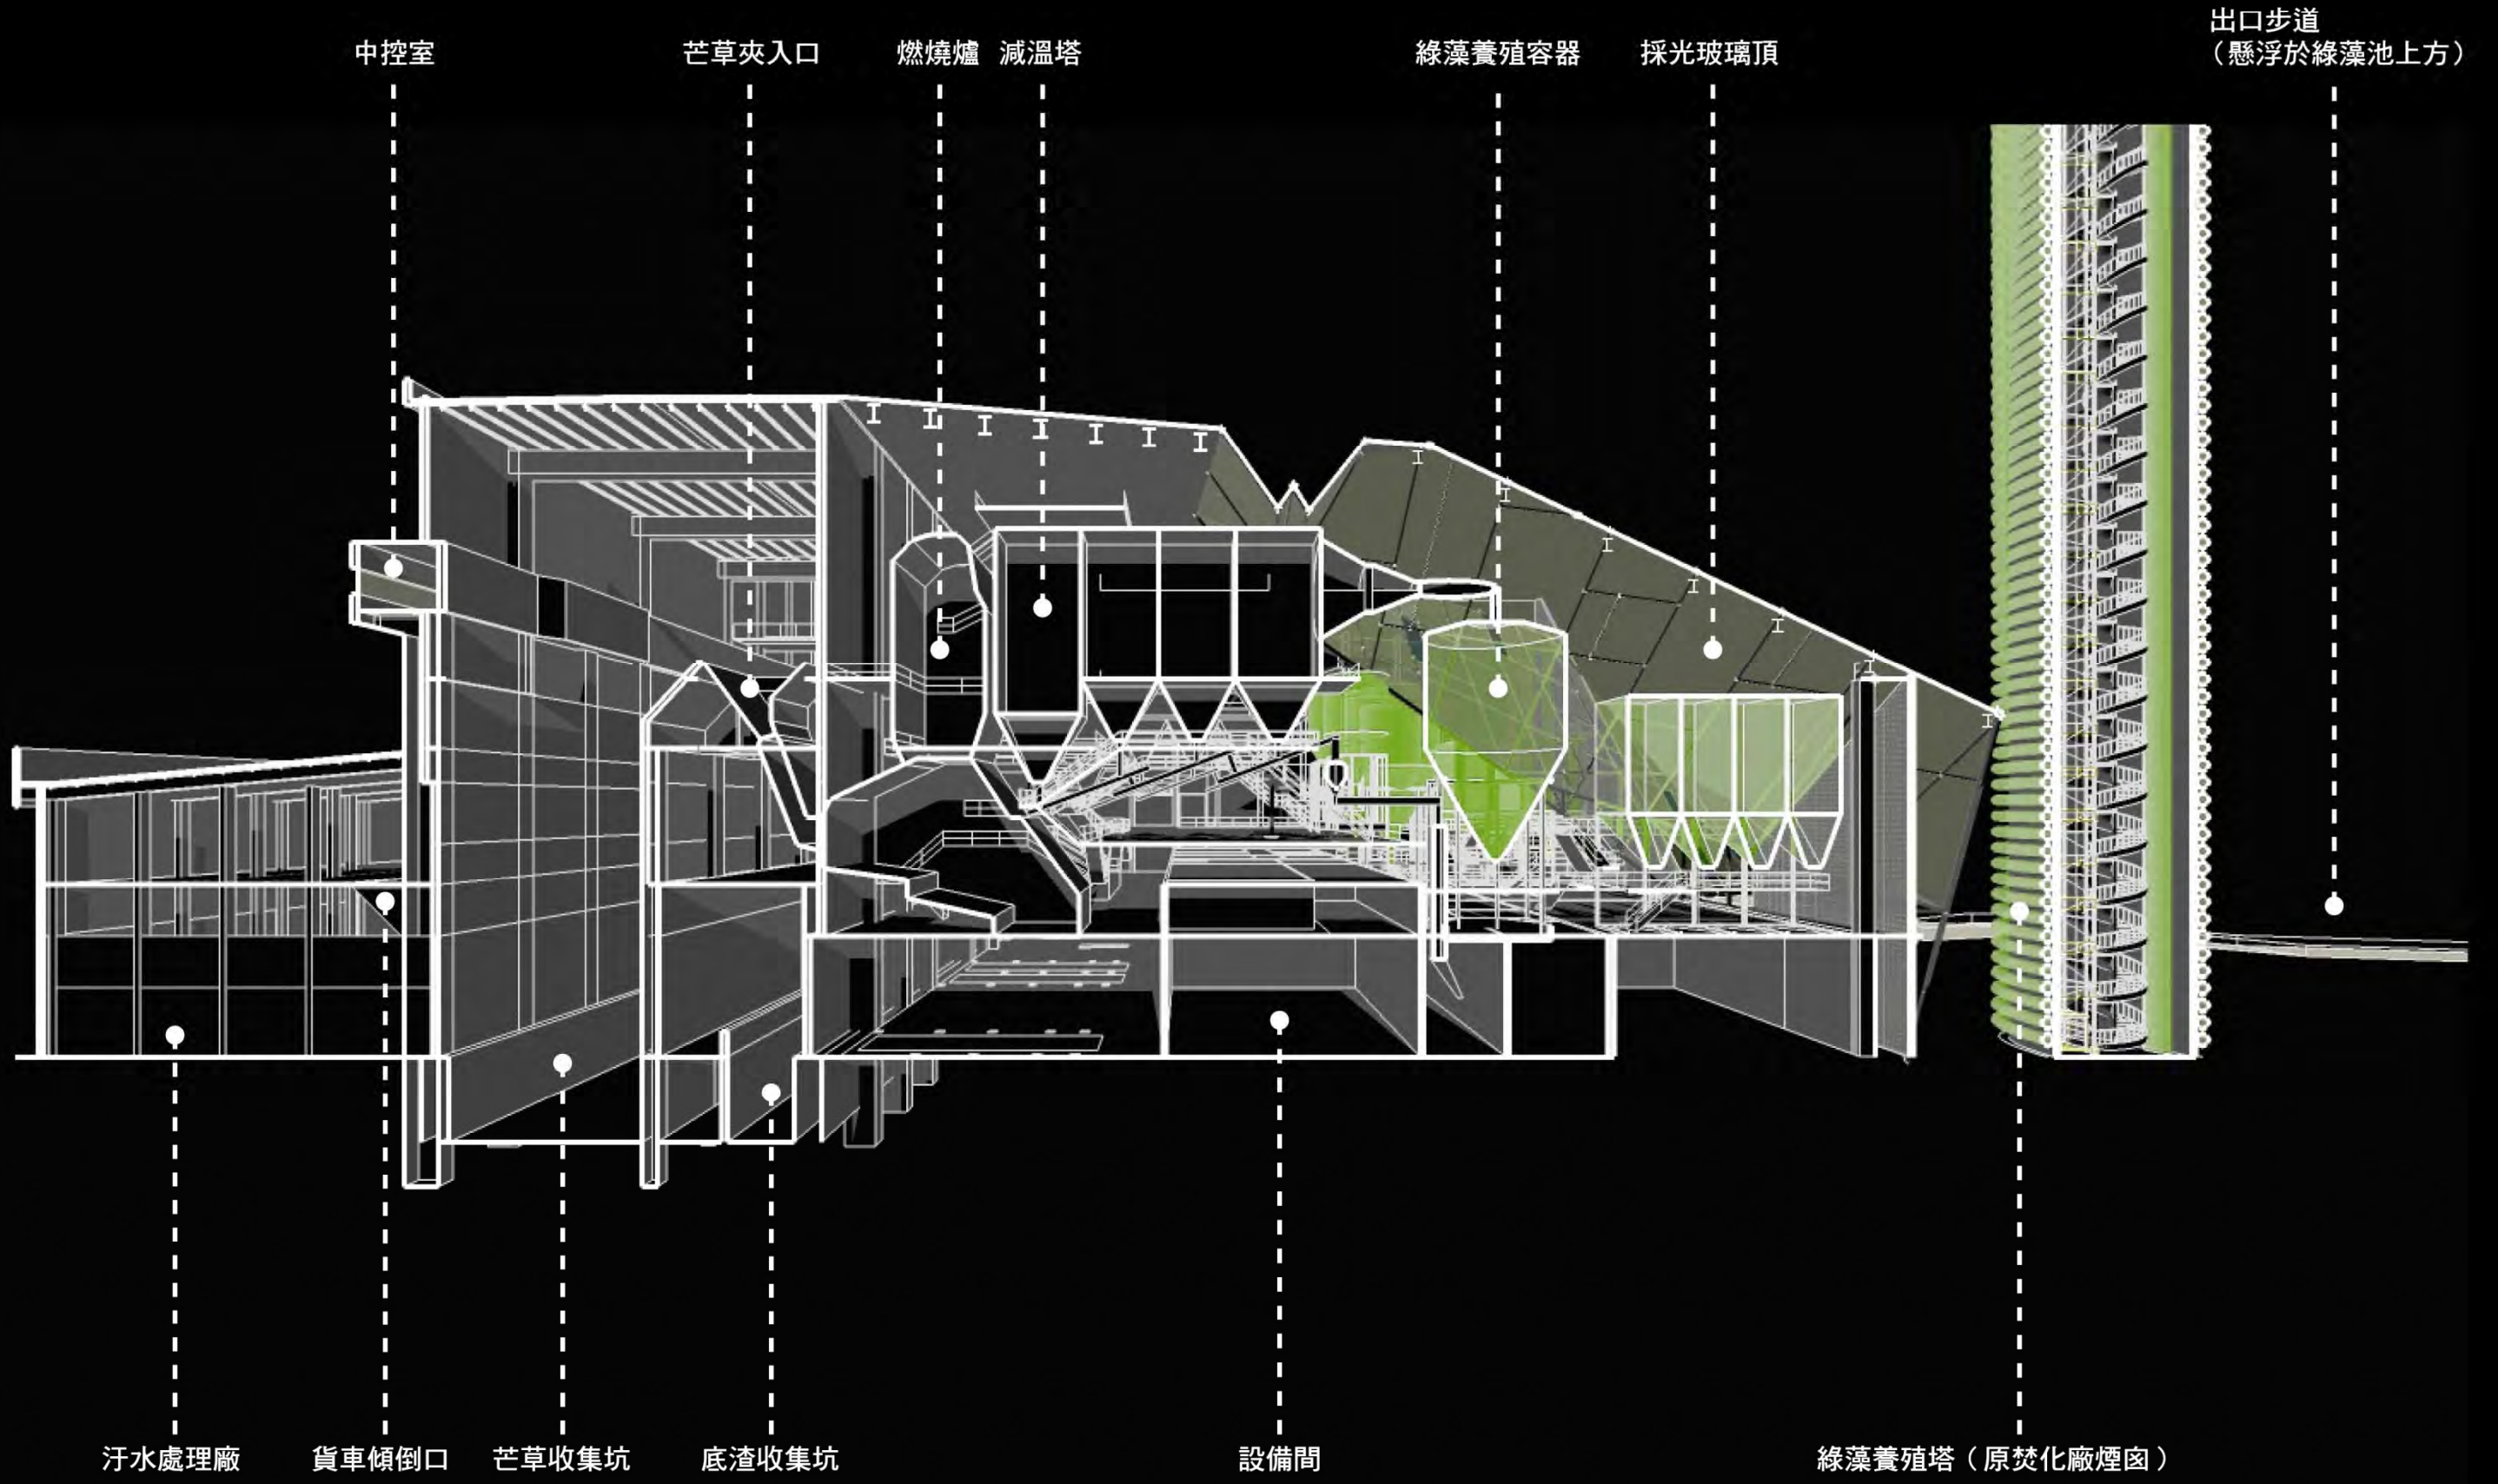 出口步道
（懸浮於綠藻池上方）
中控室
芒草夾入口
燃燒爐
減溫塔
綠藻養殖容器
採光玻璃頂
汙水處理廠
貨車傾倒口
芒草收集坑
底渣收集坑
設備間
綠藻養殖塔（原焚化廠煙囪）